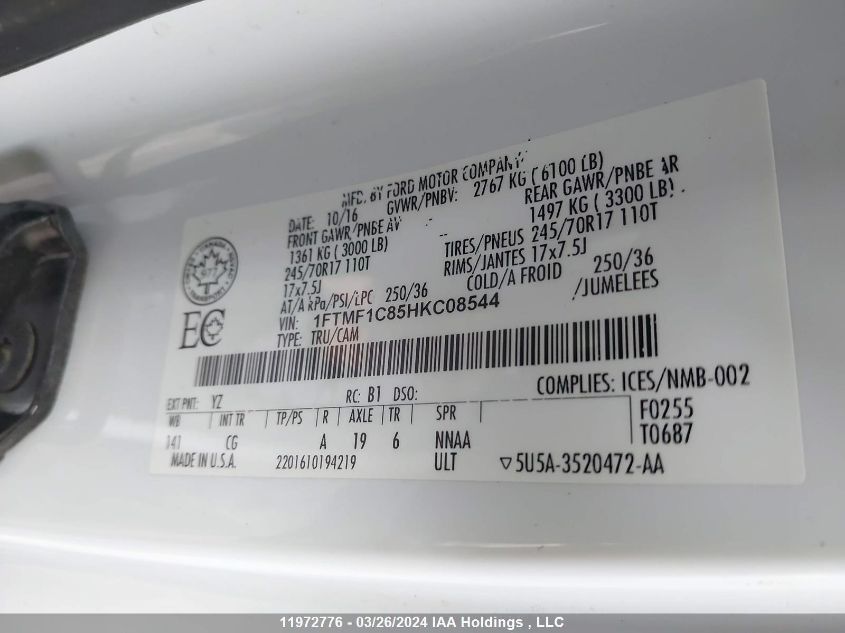 MFD. BY FORD MOTOR COMPANY
DATE: 10/16 GVWR/PNBV: 2767 KG ( 6100 LB)
FRONT GAWR/PNBE AV REAR GAWR/PNBE AR
1361 KG ( 3000 LB) 1497 KG ( 3300 LB).
245/70R17 110T TIRES/PNEUS 245/70R17 110T
17x7.5J RIMS/JANTES 17x7.5J
AT/A kPa/PSI/LPC 250/36 COLD/A FROID 250/36
VIN: 1FTMF1C85HKC08544 /JUMELEES
TYPE: TRU/CAM
CANADA
TRANSPORT
977
EC
EXT PNT: YZ RC: B1 DSO: COMPLIES: ICES/NMB-002
WB INT TR TP/PS R AXLE TR SPR F0255
141 CG A 19 6 NNAA T0687
MADE IN U.S.A. 2201610194219 ULT ▽5U5A-3520472-AA
11972776 - 03/26/2024 IAA Holdings , LLC